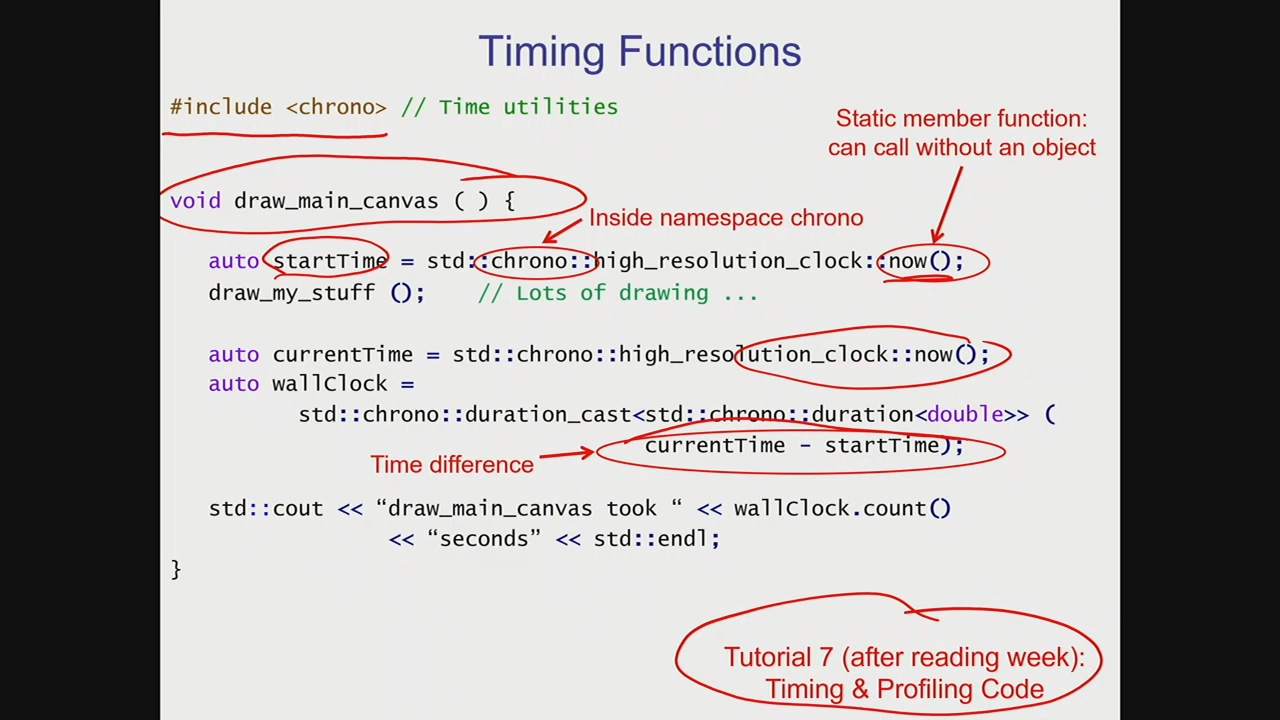 Timing Functions
#include <chrono> // Time utilities
Static member function:
can call without an object
void draw_main_canvas ( ) {
Inside namespace chrono
auto startTime = std::chrono::high_resolution_clock::now();
draw_my_stuff (); // Lots of drawing ...
auto currentTime = std::chrono::high_resolution_clock::now();
auto wallClock =
std::chrono::duration_cast<std::chrono::duration<double>> (
currentTime - startTime);
Time difference
std::cout << “draw_main_canvas took “ << wallClock.count()
<< “seconds” << std::endl;
}
Tutorial 7 (after reading week):
Timing & Profiling Code